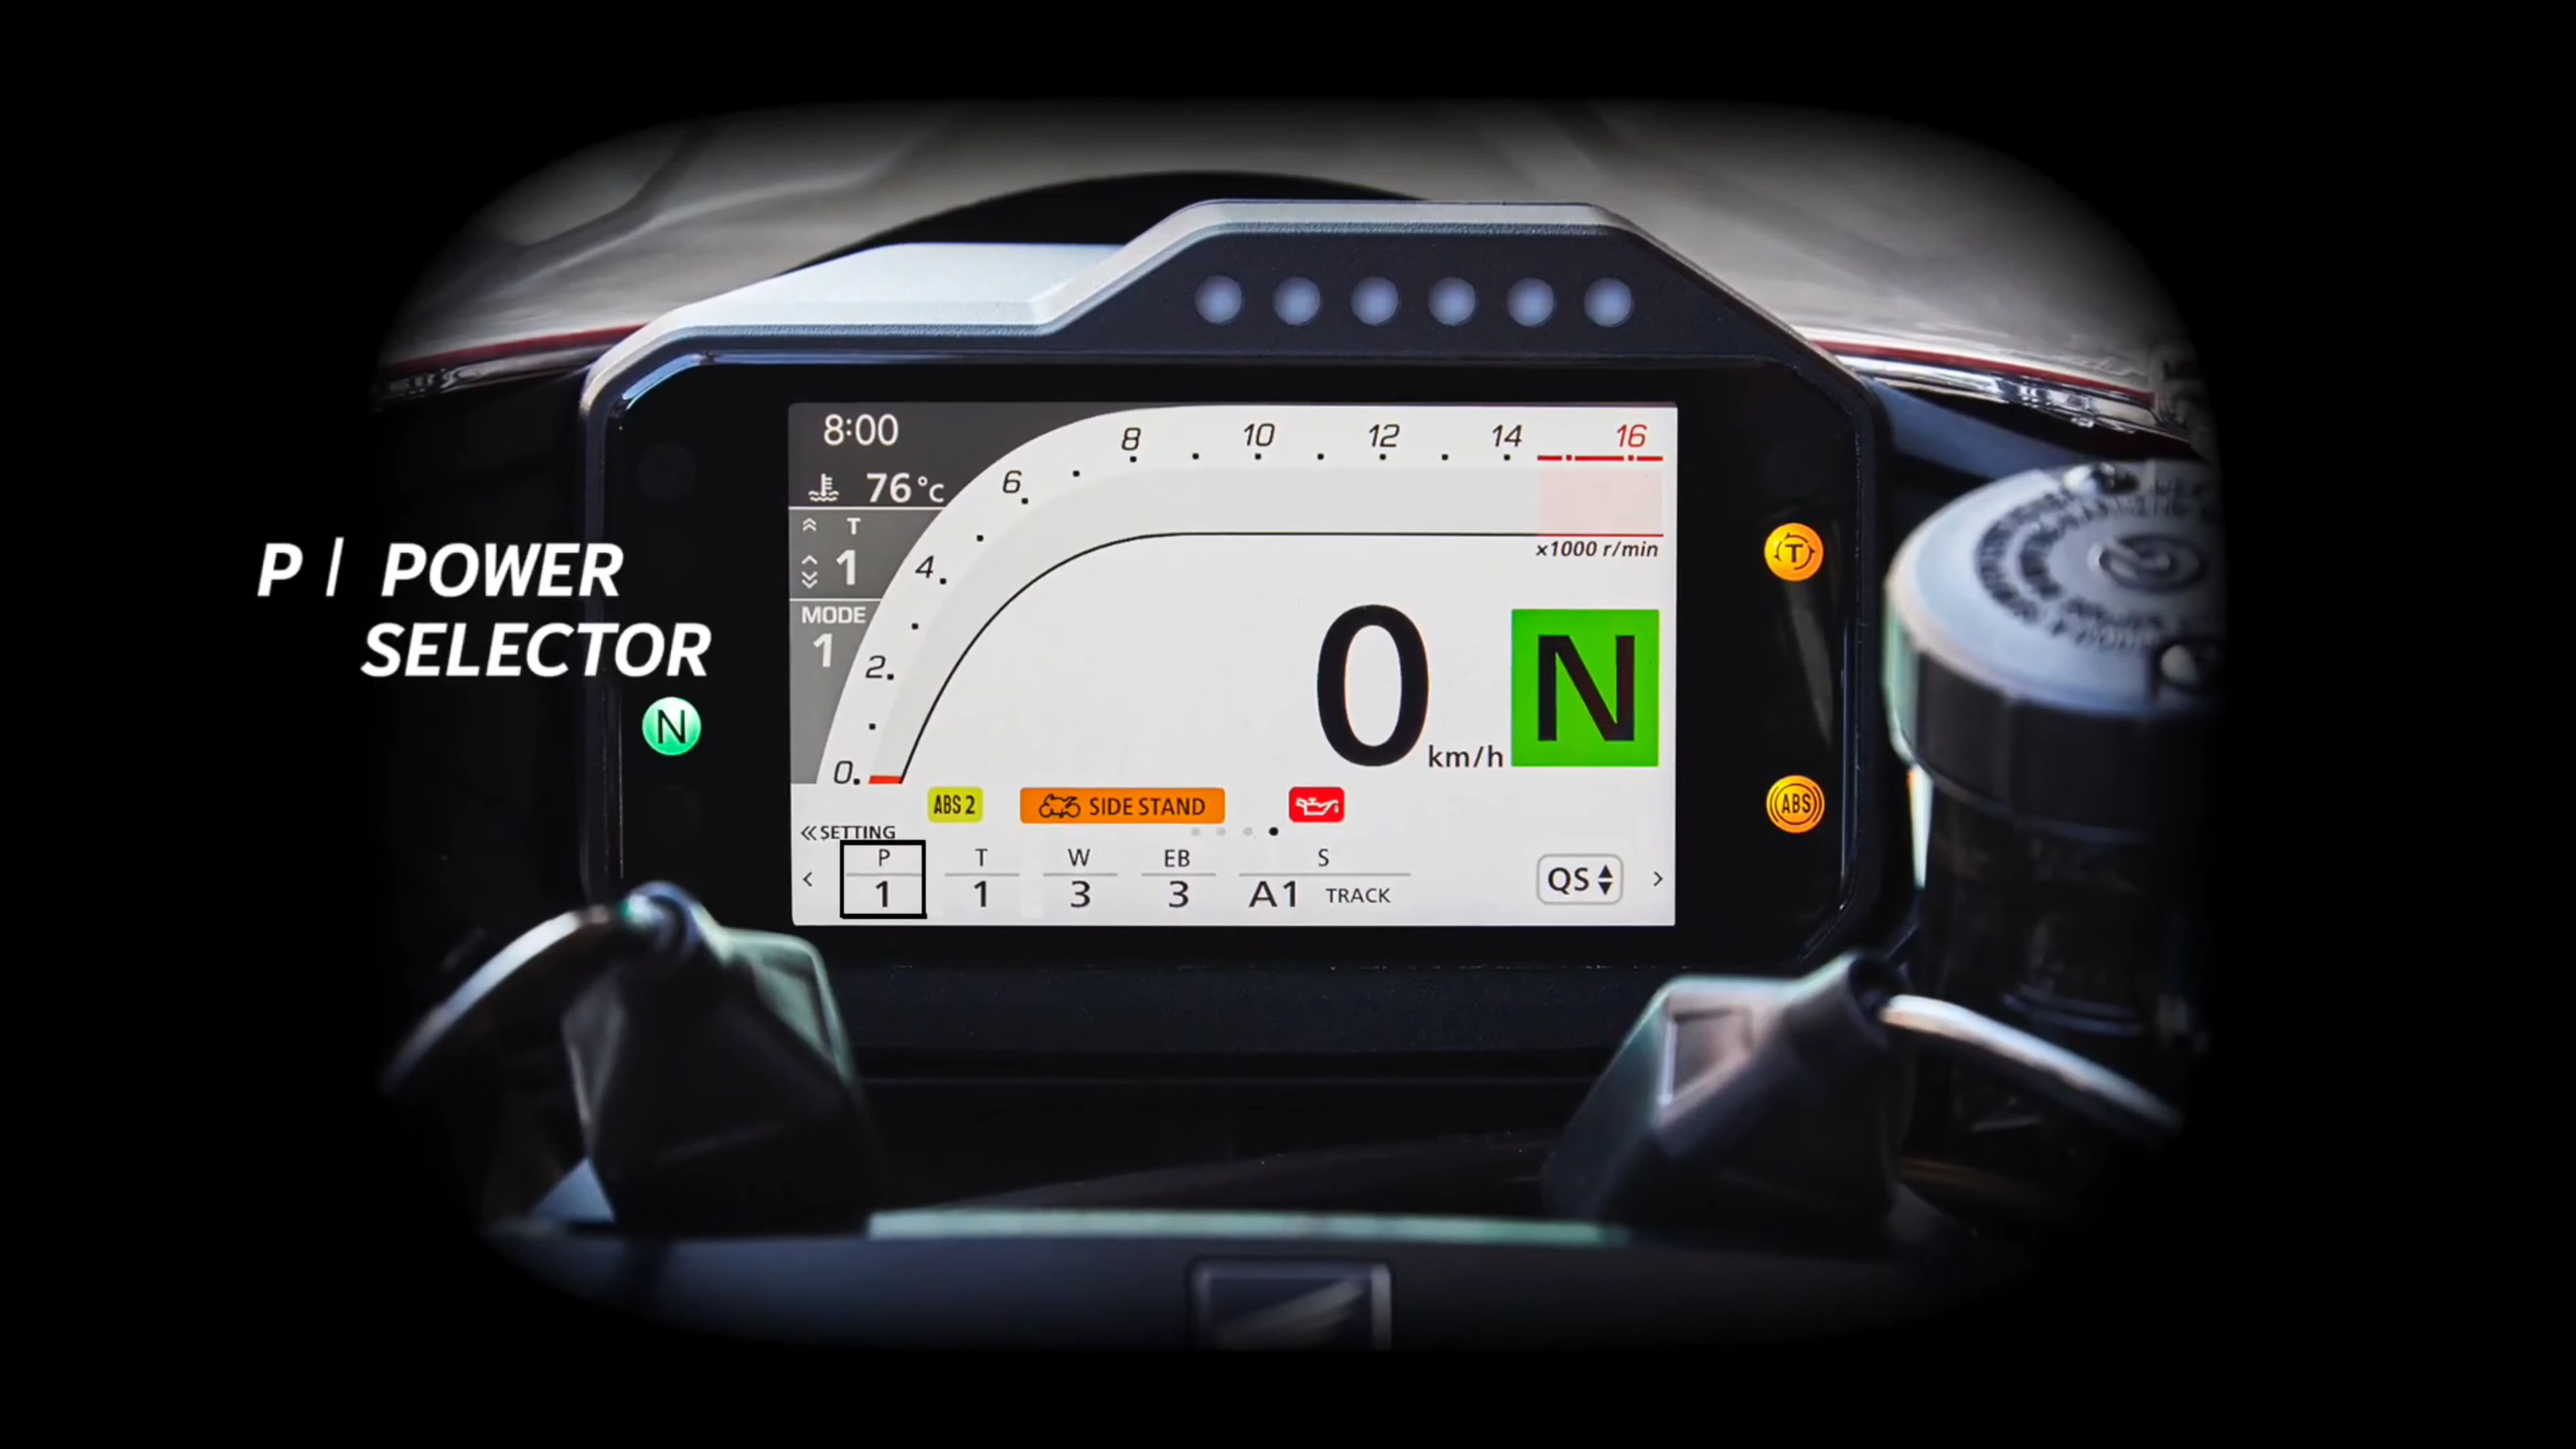 8:00
76 °C
T
1
MODE
1
0. 2. 4. 6. 8 10 12 14 16
×1000 r/min
P | POWER
SELECTOR
N
0 km/h N
T
ABS
ABS 2 SIDE STAND
SETTING
P T W EB S
1 1 3 3 A1 TRACK
QS